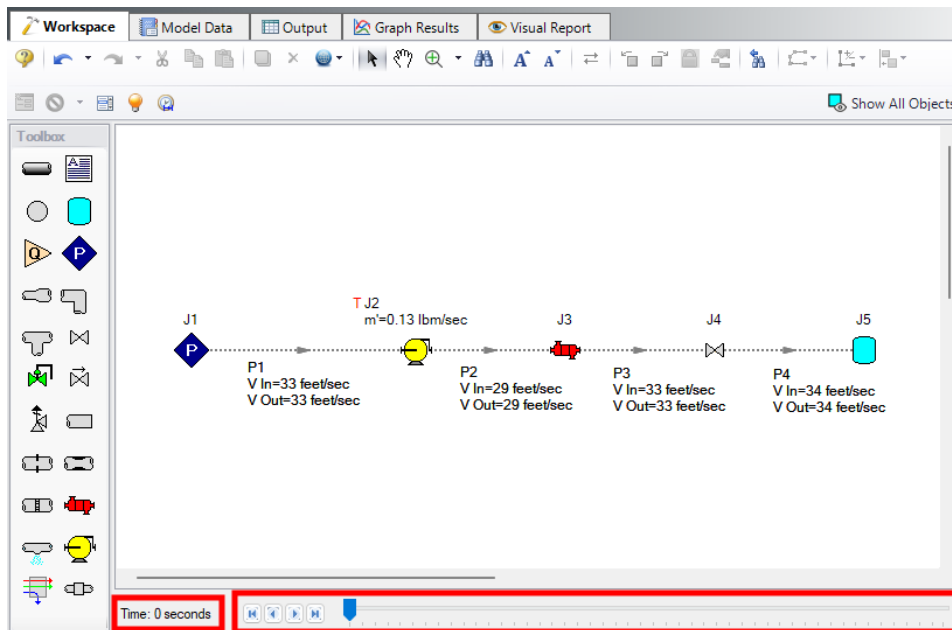 Workspace
Model Data
Output
Graph Results
Visual Report
A A
Show All Objects
Toolbox
A
Q P
J1
T J2
m'=0.13 lbm/sec
J3
J4
J5
P
P1
V In=33 feet/sec
V Out=33 feet/sec
P2
V In=29 feet/sec
V Out=29 feet/sec
P3
V In=33 feet/sec
V Out=33 feet/sec
P4
V In=34 feet/sec
V Out=34 feet/sec
Time: 0 seconds